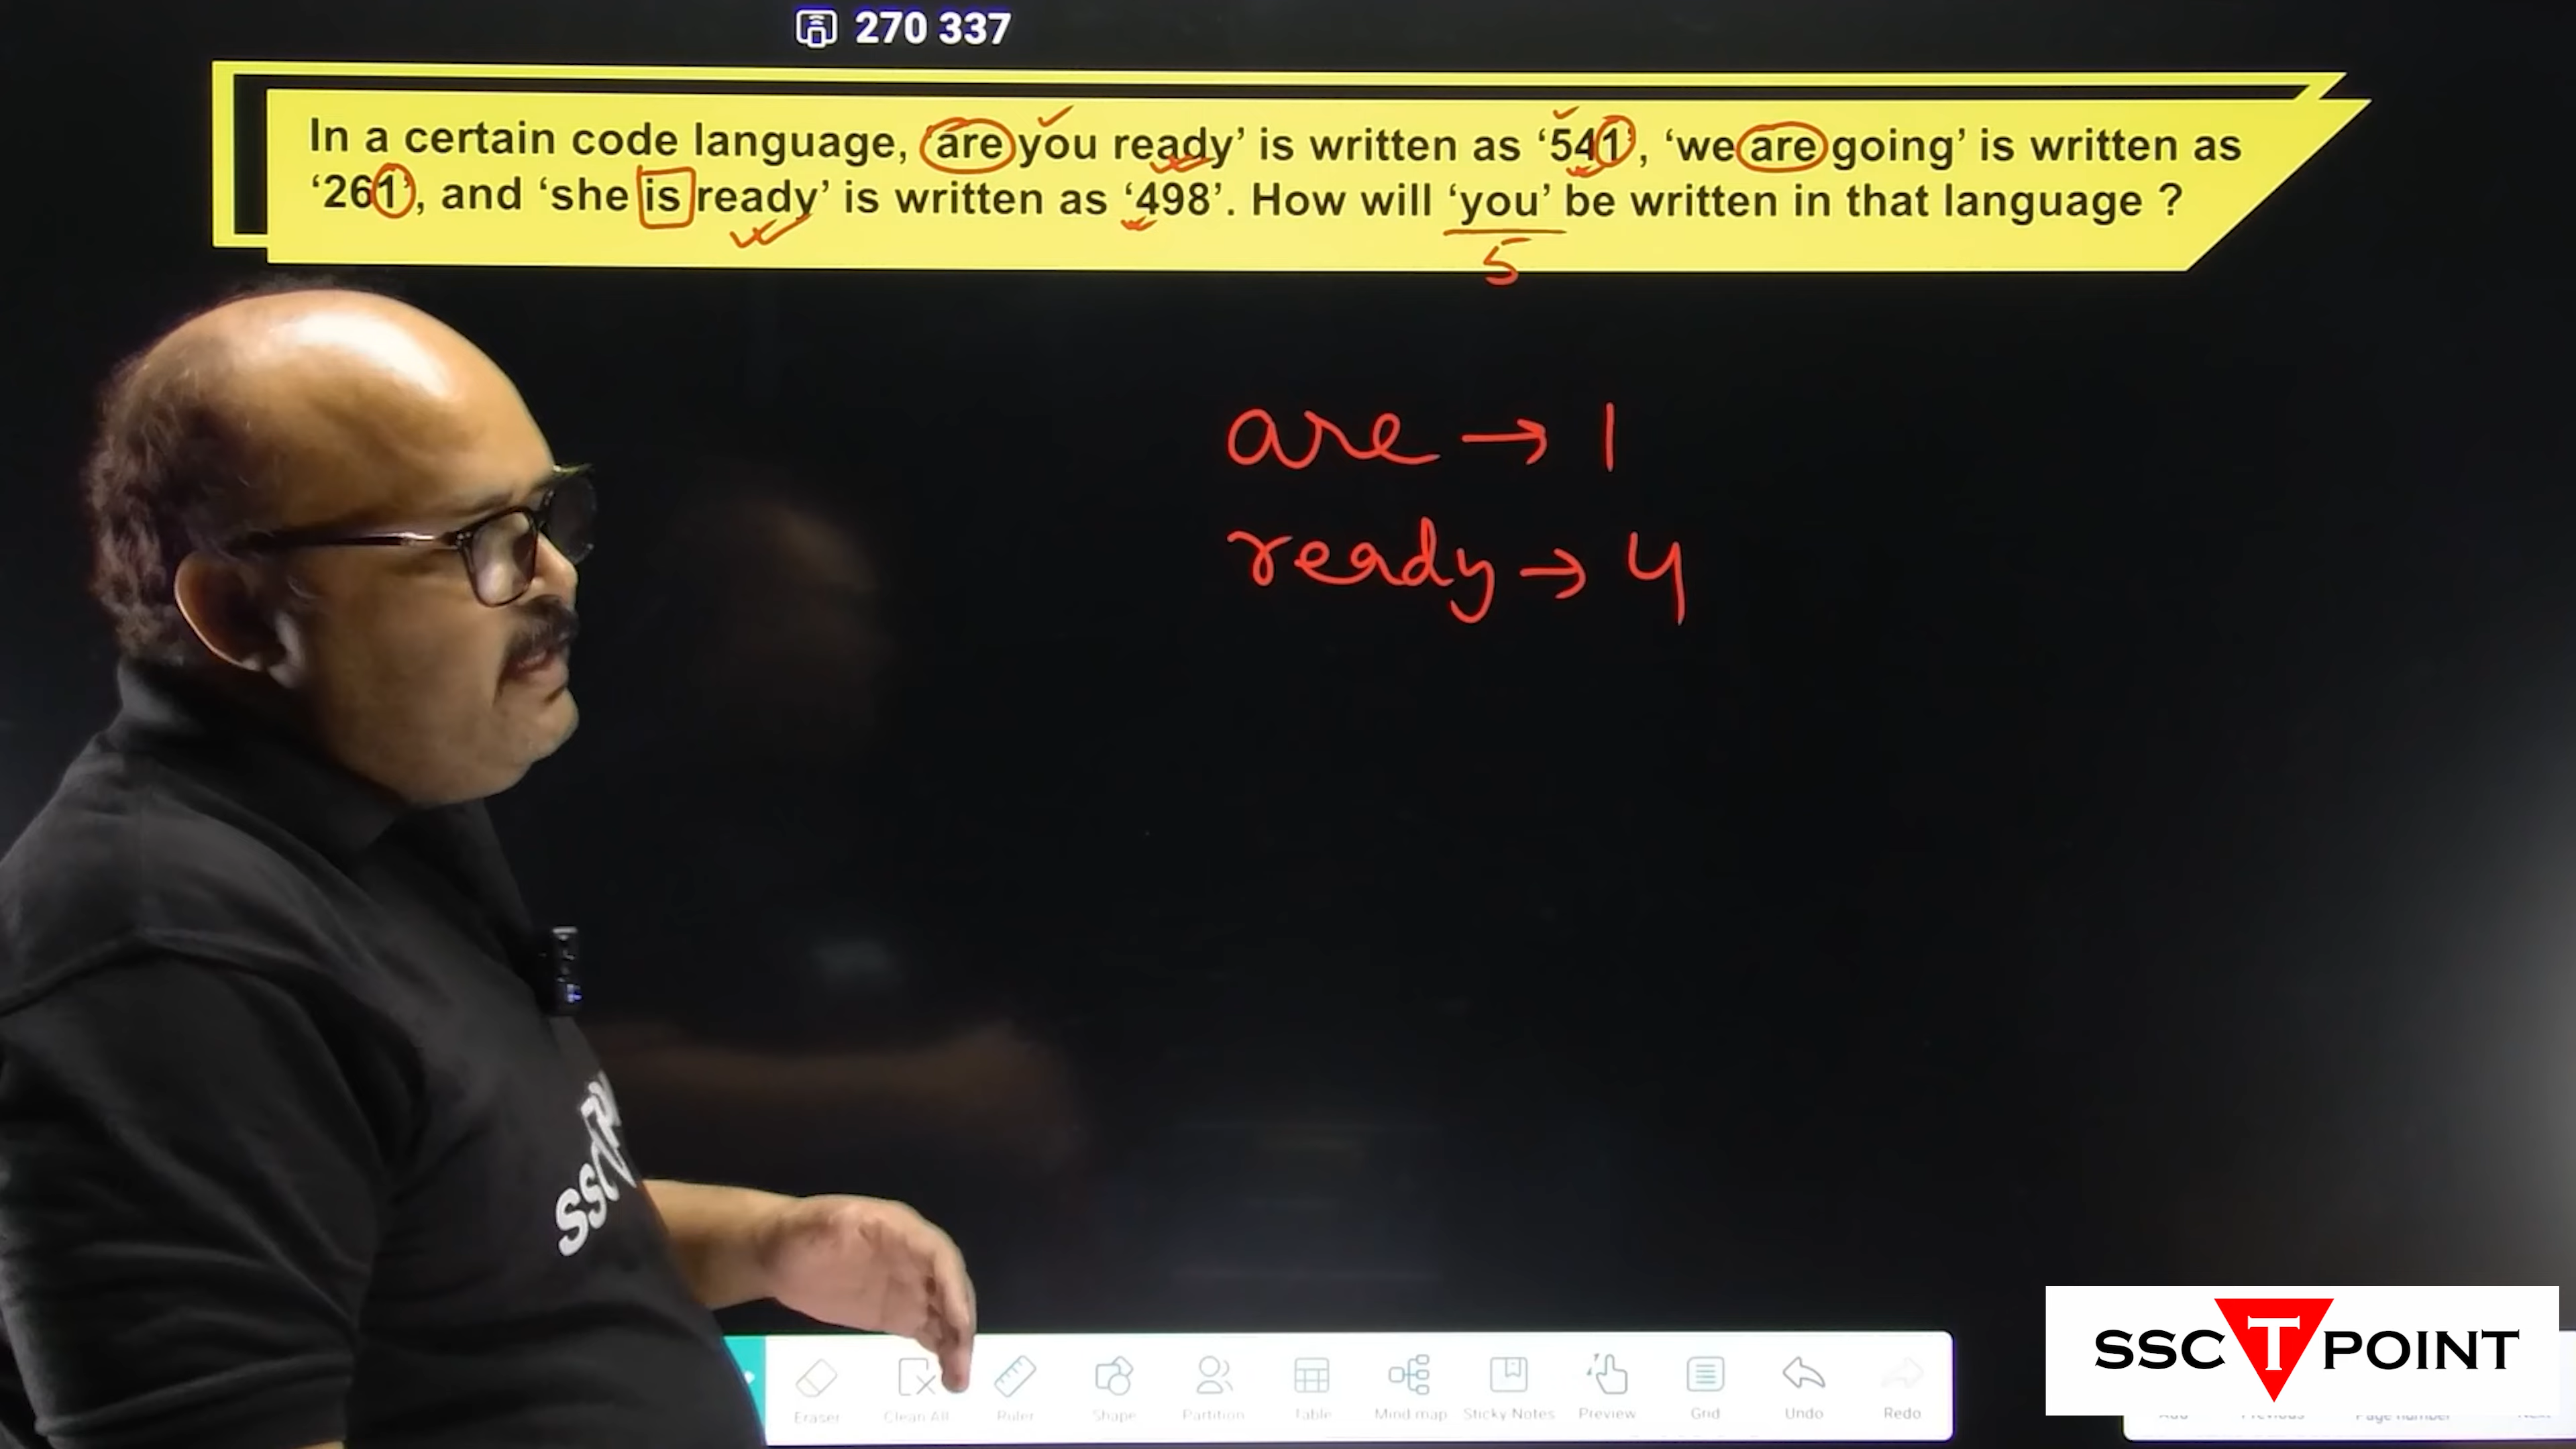 270 337
In a certain code language, ‘are you ready’ is written as ‘541’, ‘we are going’ is written as
‘261’, and ‘she is ready’ is written as ‘498’. How will ‘you’ be written in that language ?
5
are → 1
ready → 4
SSC
Eraser
Clean All
Ruler
Shape
Partition
Table
Mind map
Sticky Notes
Preview
Grid
Undo
Redo
SSC T POINT
Page number